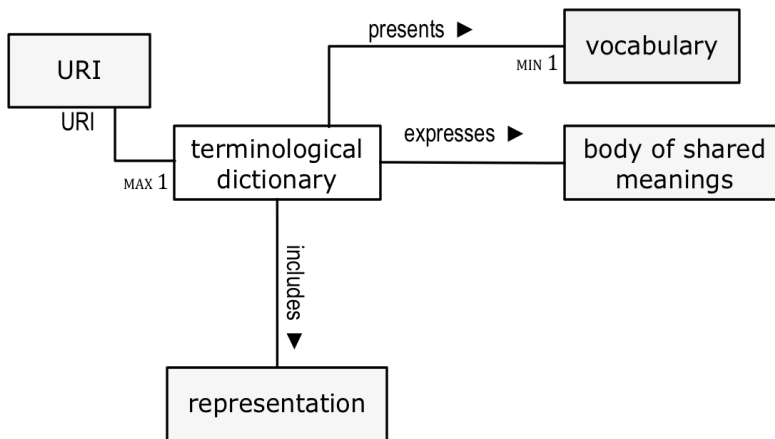 presents ►
vocabulary
MIN 1
URI
URI
terminological
dictionary
MAX 1
expresses ►
body of shared
meanings
includes ►
representation